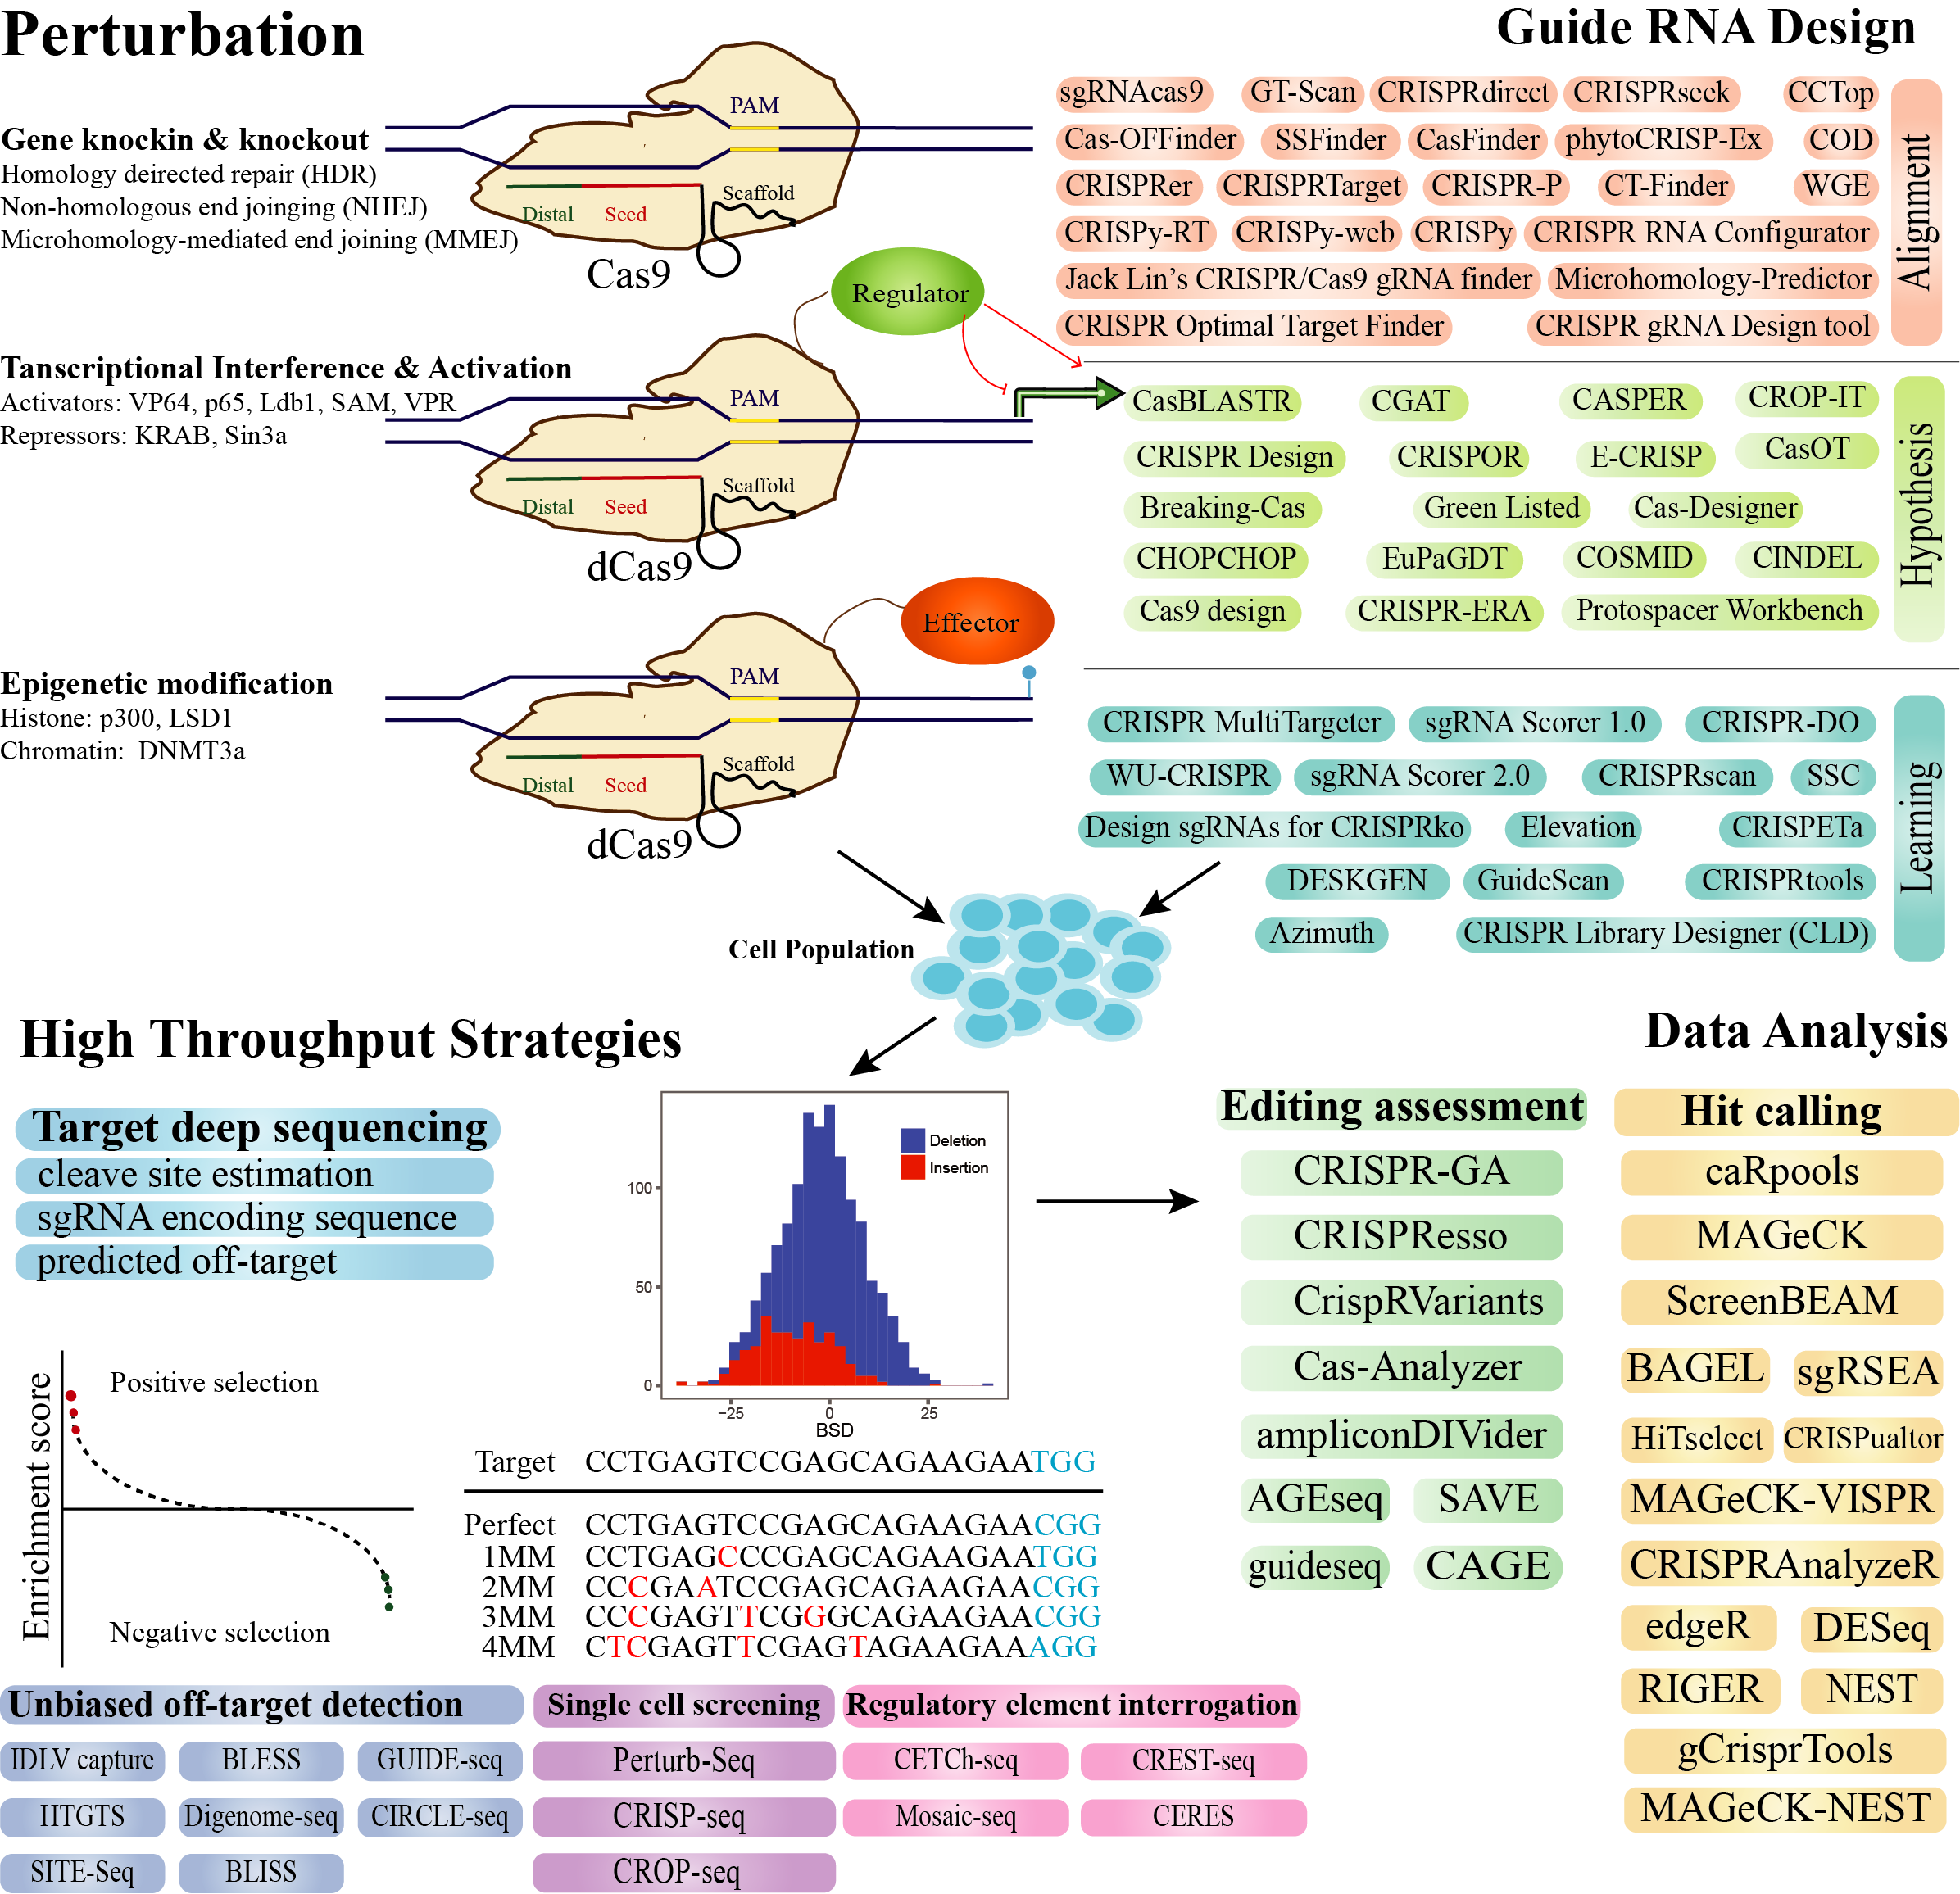 Perturbation
Gene knockin & knockout
Homology deirected repair (HDR)
Non-homologous end joinging (NHEJ)
Microhomology-mediated end joining (MMEJ)
PAM
Distal
Seed
Scaffold
Cas9
Regulator
Tanscriptional Interference & Activation
Activators: VP64, p65, Ldb1, SAM, VPR
Repressors: KRAB, Sin3a
PAM
Distal
Seed
Scaffold
dCas9
Effector
Epigenetic modification
Histone: p300, LSD1
Chromatin: DNMT3a
PAM
Distal
Seed
Scaffold
dCas9
Guide RNA Design
sgRNAcas9 GT-Scan CRISPRdirect CRISPRseek CCTop
Cas-OFFinder SSFinder CasFinder phytoCRISP-Ex COD
CRISPRer CRISPRTarget CRISPR-P CT-Finder WGE
CRISPy-RT CRISPy-web CRISPy CRISPR RNA Configurator
Jack Lin's CRISPR/Cas9 gRNA finder Microhomology-Predictor
CRISPR Optimal Target Finder CRISPR gRNA Design tool
Alignment
CasBLASTR CGAT CASPER CROP-IT
CRISPR Design CRISPOR E-CRISP CasOT
Breaking-Cas Green Listed Cas-Designer
CHOPCHOP EuPaGDT COSMID CINDEL
Cas9 design CRISPR-ERA Protospacer Workbench
Hypothesis
CRISPR MultiTargeter sgRNA Scorer 1.0 CRISPR-DO
WU-CRISPR sgRNA Scorer 2.0 CRISPRscan SSC
Design sgRNAs for CRISPRko Elevation CRISPETa
DESKGEN GuideScan CRISPRtools
Azimuth CRISPR Library Designer (CLD)
Learning
Cell Population
High Throughput Strategies
Target deep sequencing
cleave site estimation
sgRNA encoding sequence
predicted off-target
Enrichment score
Positive selection
Negative selection
Deletion
Insertion
100
50
0
−25 0 25
BSD
Target CCTGAGTCCGAGCAGAAGAATGG
Perfect CCTGAGTCCGAGCAGAAGAACGG
1MM CCTGAGCCCGAGCAGAAGAATGG
2MM CCCGAATCCGAGCAGAAGAACGG
3MM CCCGAGTTCGGGCAGAAGAACGG
4MM CTCGAGTTCGAGTAGAAGAAAGG
Unbiased off-target detection
IDLV capture BLESS GUIDE-seq
HTGTS Digenome-seq CIRCLE-seq
SITE-Seq BLISS
Single cell screening
Perturb-Seq
CRISP-seq
CROP-seq
Regulatory element interrogation
CETCh-seq CREST-seq
Mosaic-seq CERES
Data Analysis
Editing assessment
CRISPR-GA
CRISPResso
CrispRVariants
Cas-Analyzer
ampliconDIVider
AGEseq SAVE
guideseq CAGE
Hit calling
caRpools
MAGeCK
ScreenBEAM
BAGEL sgRSEA
HiTselect CRISPualtor
MAGeCK-VISPR
CRISPRAnalyzeR
edgeR DESeq
RIGER NEST
gCrisprTools
MAGeCK-NEST